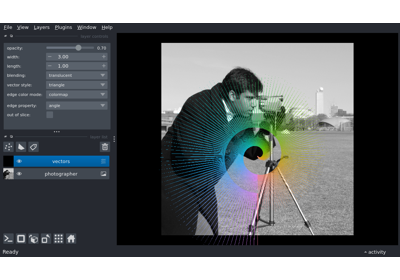 File View Layers Plugins Window Help
opacity: 0.70
width: 3.00
length: 1.00
blending: translucent
vector style: triangle
edge color mode: colormap
edge property: angle
out of slice:
vectors
photographer
Ready
activity